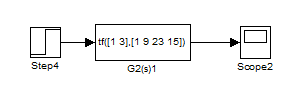 tf([1 3],[1 9 23 15])
Step4
G2(s)1
Scope2